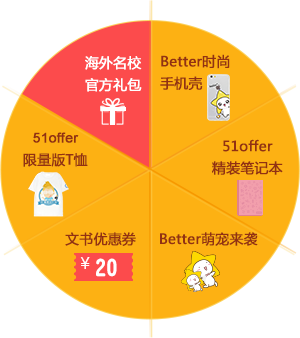 海外名校
官方礼包
Better时尚
手机壳
51offer
限量版T恤
51offer
精装笔记本
文书优惠券
¥20
Better萌宠来袭